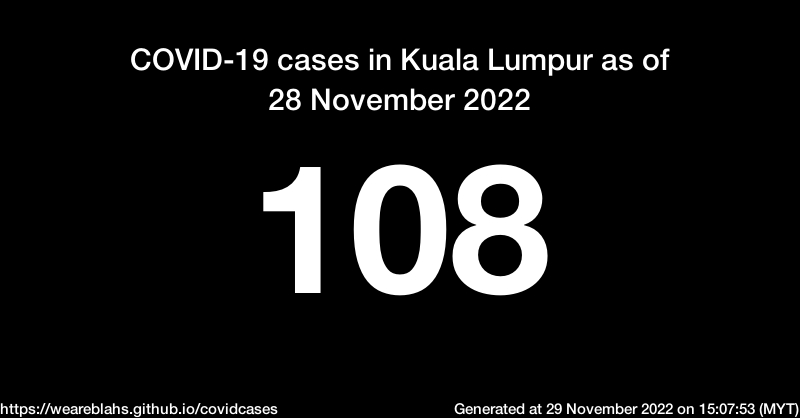 COVID-19 cases in Kuala Lumpur as of
28 November 2022
108
https://weareblahs.github.io/covidcases
Generated at 29 November 2022 on 15:07:53 (MYT)